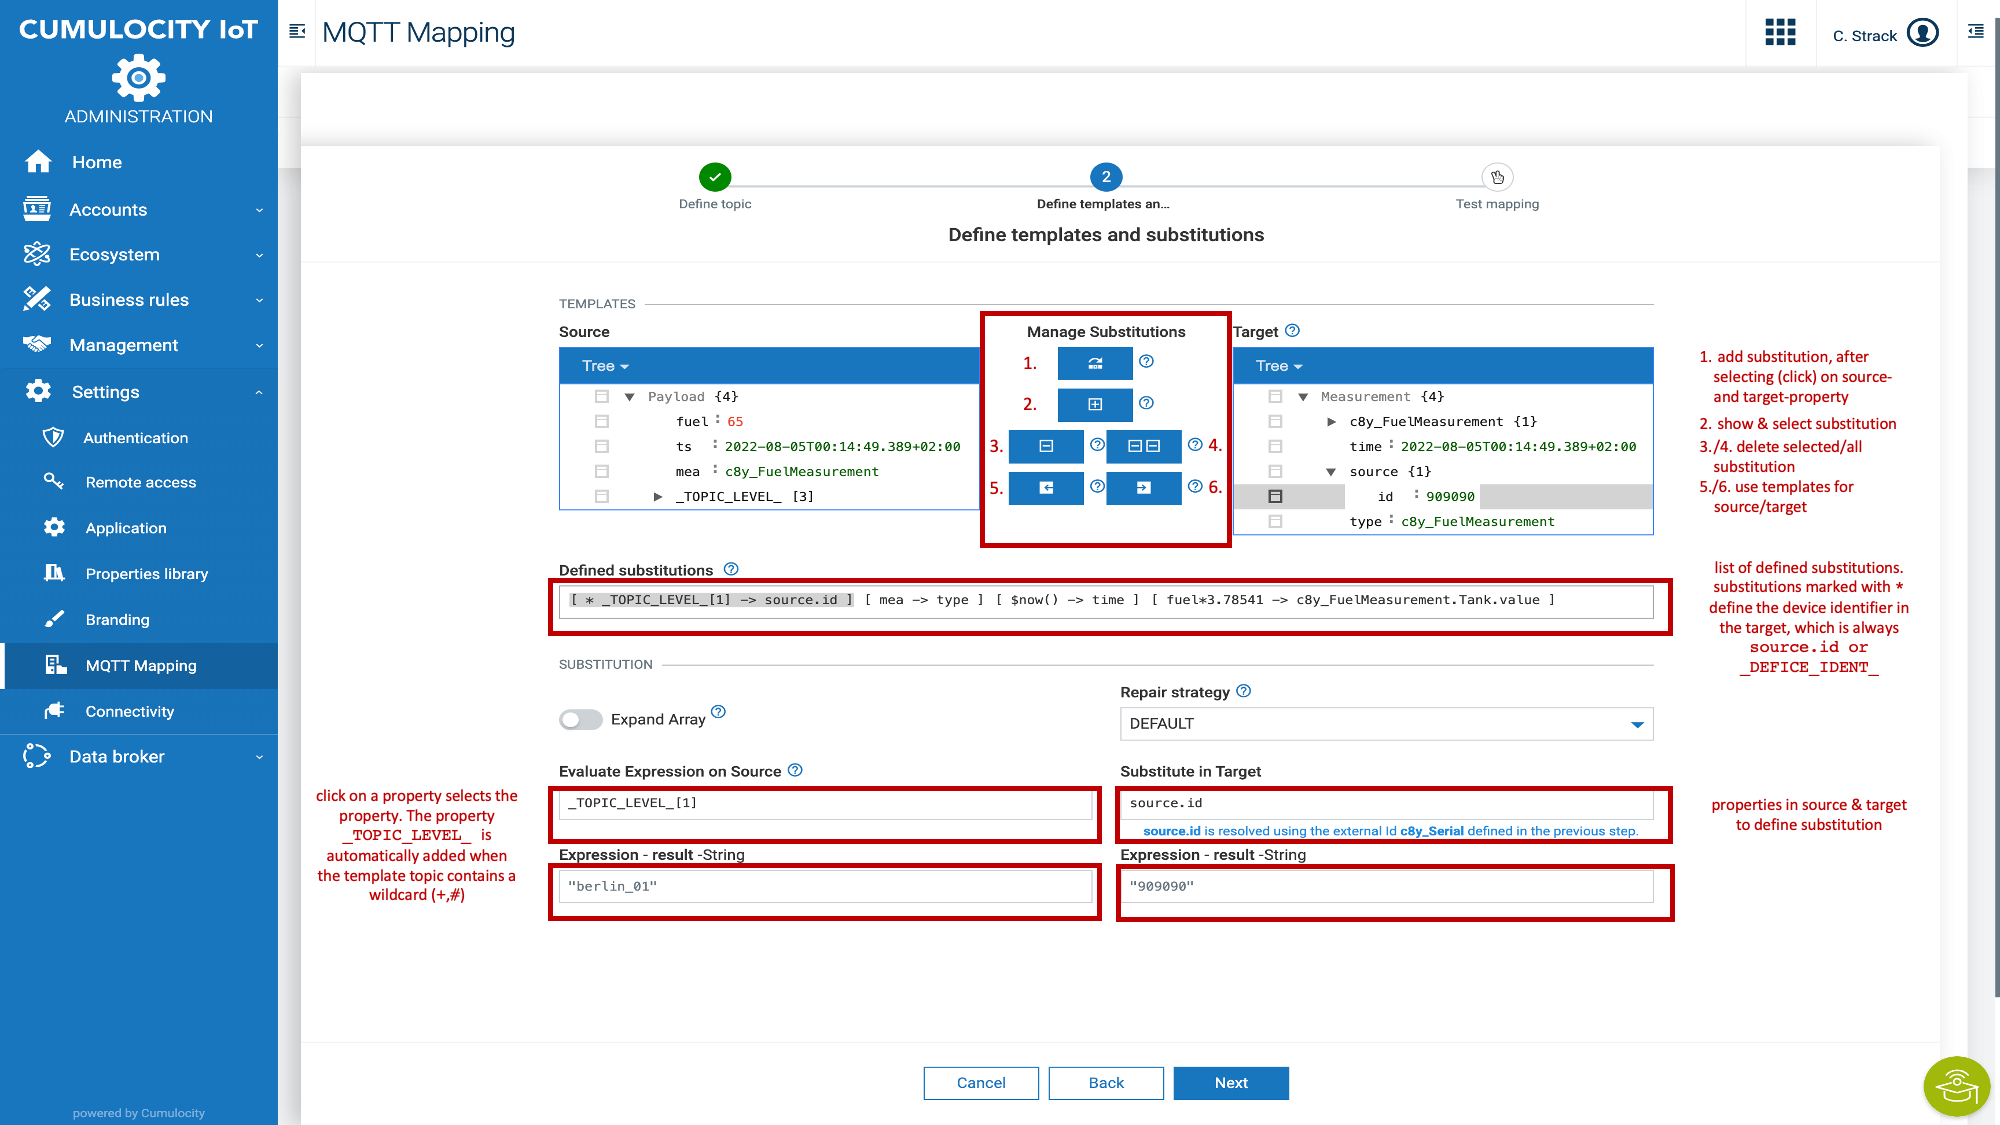 CUMULOCITY IoT
ADMINISTRATION
Home
Accounts
Ecosystem
Business rules
Management
Settings
Authentication
Remote access
Application
Properties library
Branding
MQTT Mapping
Connectivity
Data broker
powered by Cumulocity
MQTT Mapping
C. Strack
2
Define topic
Define templates an...
Test mapping
Define templates and substitutions
TEMPLATES
Source
Tree
Payload {4}
fuel : 65
ts : 2022-08-05T00:14:49.389+02:00
mea : c8y_FuelMeasurement
_TOPIC_LEVEL_ [3]
Manage Substitutions
1.
2.
3.
4.
5.
6.
Target
Tree
Measurement {4}
c8y_FuelMeasurement {1}
time : 2022-08-05T00:14:49.389+02:00
source {1}
id : 909090
type : c8y_FuelMeasurement
1. add substitution, after
selecting (click) on source-
and target-property
2. show & select substitution
3./4. delete selected/all
substitution
5./6. use templates for
source/target
Defined substitutions
[ * _TOPIC_LEVEL_[1] -> source.id ] [ mea -> type ] [ $now() -> time ] [ fuel*3.78541 -> c8y_FuelMeasurement.Tank.value ]
list of defined substitutions.
substitutions marked with *
define the device identifier in
the target, which is always
source.id or
_DEFICE_IDENT_
SUBSTITUTION
Expand Array
Repair strategy
DEFAULT
Evaluate Expression on Source
_TOPIC_LEVEL_[1]
Expression - result -String
"berlin_01"
Substitute in Target
source.id
source.id is resolved using the external Id c8y_Serial defined in the previous step.
Expression - result -String
"909090"
click on a property selects the
property. The property
_TOPIC_LEVEL_ is
automatically added when
the template topic contains a
wildcard (+,#)
properties in source & target
to define substitution
Cancel
Back
Next